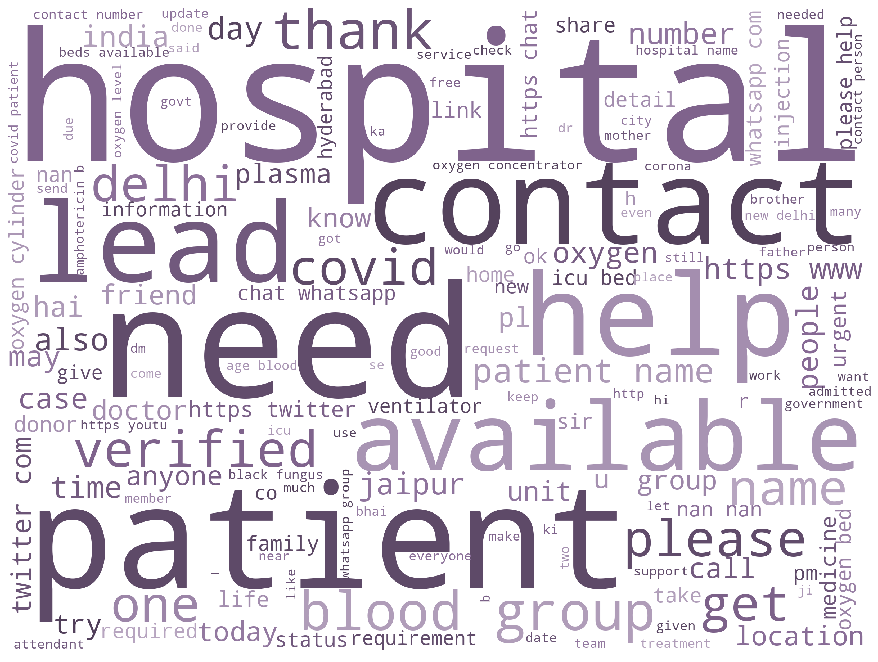 contact number
update
needed
india
done
day
thank
share
number
beds available
said
service
check
hospital name
hospital
covid patient
due
oxygen level
govt
provide
hyderabad
ka
free
link
https chat
detail
dr
city
mother
whatsapp com
injection
please help
contact person
nan
send
delhi
plasma
oxygen concentrator
corona
contact
h
even
brother
new delhi
many
oxygen cylinder
amphotericin b
information
lead
know
got
covid
would
go
ok
oxygen
still
father
person
home
icu bed
place
https www
new
hai
friend
chat whatsapp
pl
help
people
urgent
also
may
need
dm
come
age blood
se
good
request
give
patient name
work
want
admitted
government
case
doctor
https twitter
ventilator
keep
http
hi
r
donor
https youtu
icu
use
sir
verified
available
twitter com
anyone
time
member
black fungus
co
much
whatsapp group
jaipur
bhai
unit
u
group
name
let
nan nan
patient
family
near
like
everyone
make
ki
two
please
support
call
pm
ji
medicine
oxygen bed
one
life
–
blood group
b
take
given
get
try
required
today
status
requirement
date
team
treatment
location
attendant